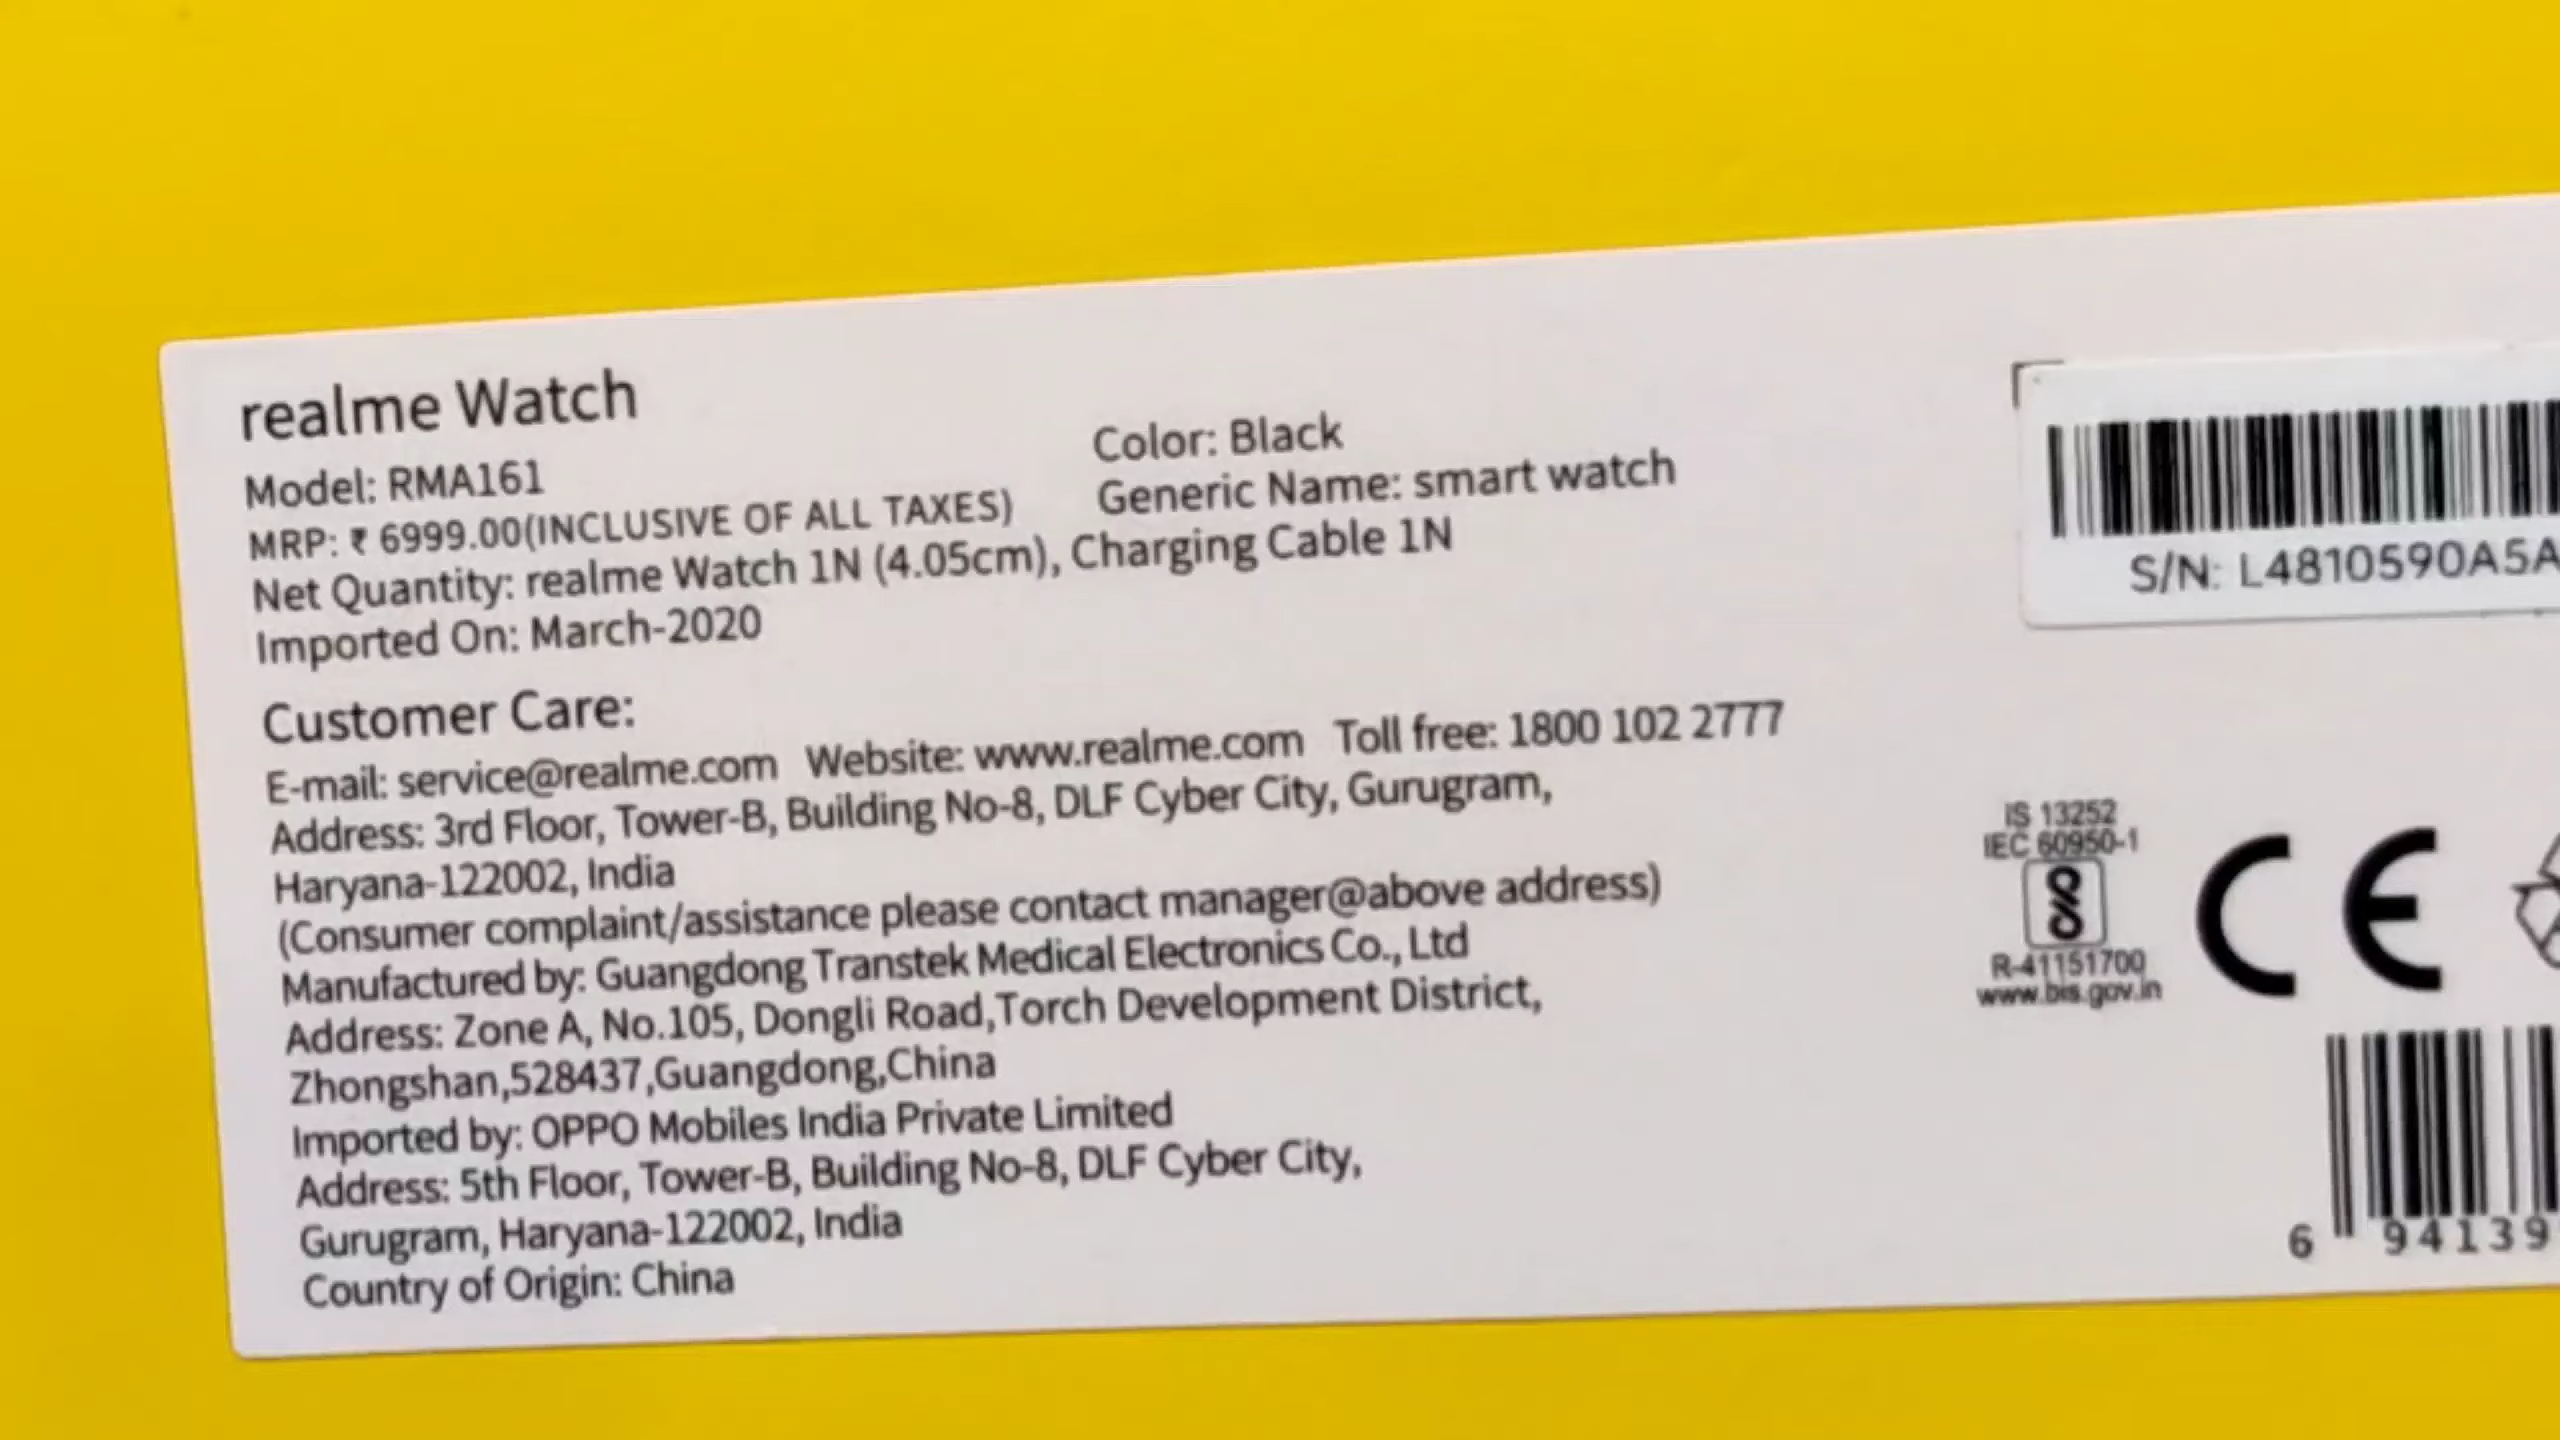 realme Watch
Model: RMA161
Color: Black
MRP: ₹ 6999.00(INCLUSIVE OF ALL TAXES)
Generic Name: smart watch
Net Quantity: realme Watch 1N (4.05cm), Charging Cable 1N
Imported On: March-2020
Customer Care:
E-mail: service@realme.com Website: www.realme.com Toll free: 1800 102 2777
Address: 3rd Floor, Tower-B, Building No-8, DLF Cyber City, Gurugram,
Haryana-122002, India
(Consumer complaint/assistance please contact manager@above address)
Manufactured by: Guangdong Transtek Medical Electronics Co., Ltd
Address: Zone A, No.105, Dongli Road,Torch Development District,
Zhongshan,528437,Guangdong,China
Imported by: OPPO Mobiles India Private Limited
Address: 5th Floor, Tower-B, Building No-8, DLF Cyber City,
Gurugram, Haryana-122002, India
Country of Origin: China
S/N: L4810590A5A
IS 13252
IEC 60950-1
R-41151700
www.bis.gov.in
CE
6 94139